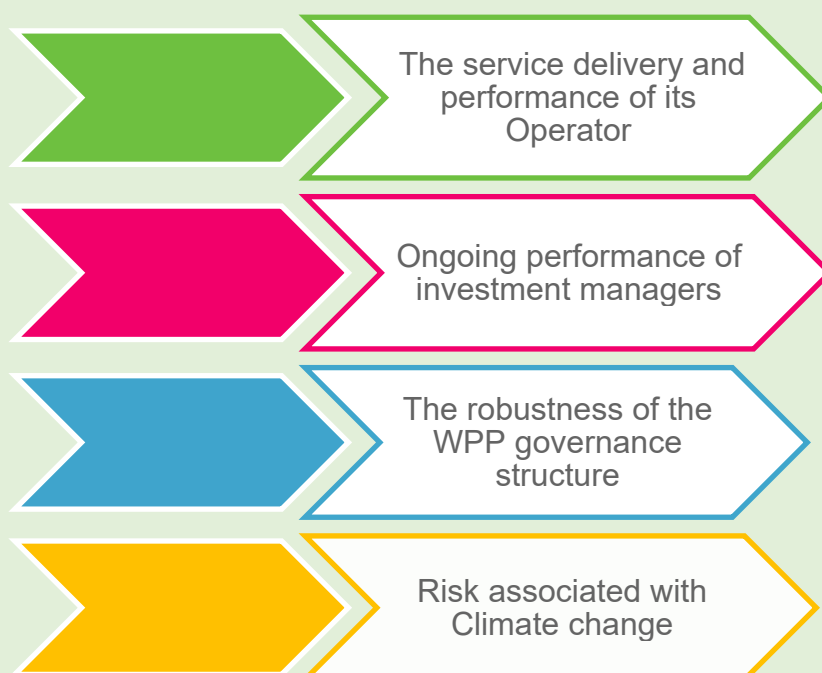 The service delivery and
performance of its
Operator
Ongoing performance of
investment managers
The robustness of the
WPP governance
structure
Risk associated with
Climate change